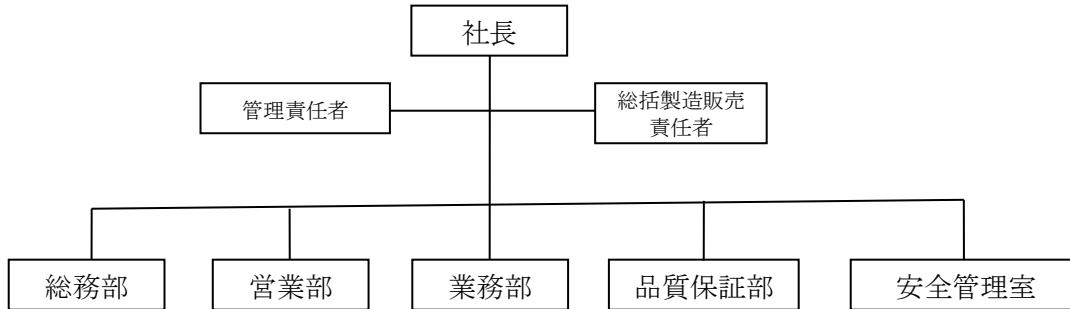 社長
管理責任者
総括製造販売
責任者
総務部
営業部
業務部
品質保証部
安全管理室